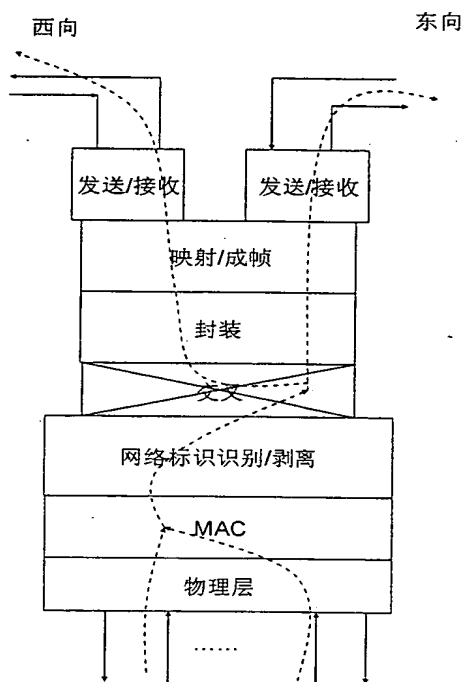 西向
东向
发送/接收
发送/接收
映射/成帧
封装
交叉
网络标识识别/剥离
MAC
物理层
......